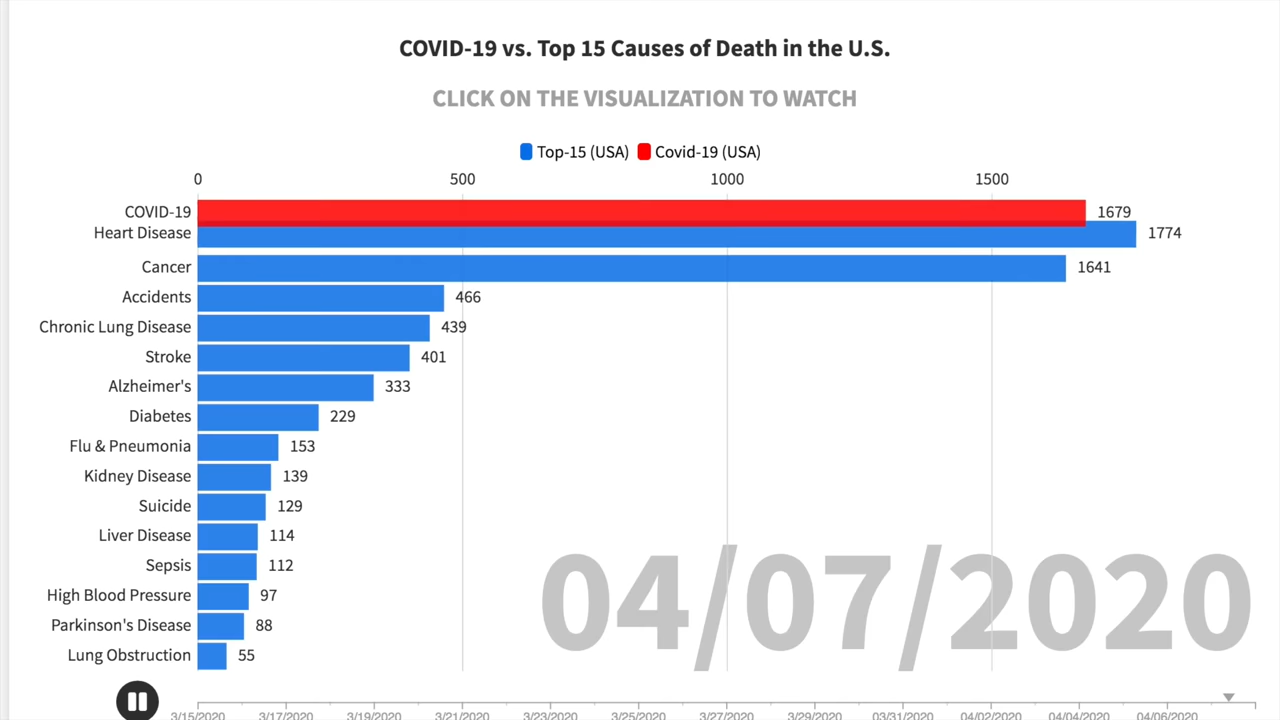 COVID-19 vs. Top 15 Causes of Death in the U.S.
CLICK ON THE VISUALIZATION TO WATCH
Top-15 (USA) Covid-19 (USA)
0 500 1000 1500
COVID-19 1679
Heart Disease 1774
Cancer 1641
Accidents 466
Chronic Lung Disease 439
Stroke 401
Alzheimer's 333
Diabetes 229
Flu & Pneumonia 153
Kidney Disease 139
Suicide 129
Liver Disease 114
Sepsis 112
High Blood Pressure 97
Parkinson's Disease 88
Lung Obstruction 55
04/07/2020
3/15/2020 3/17/2020 3/19/2020 3/21/2020 3/23/2020 3/25/2020 3/27/2020 3/29/2020 03/31/2020 04/02/2020 04/04/2020 04/06/2020